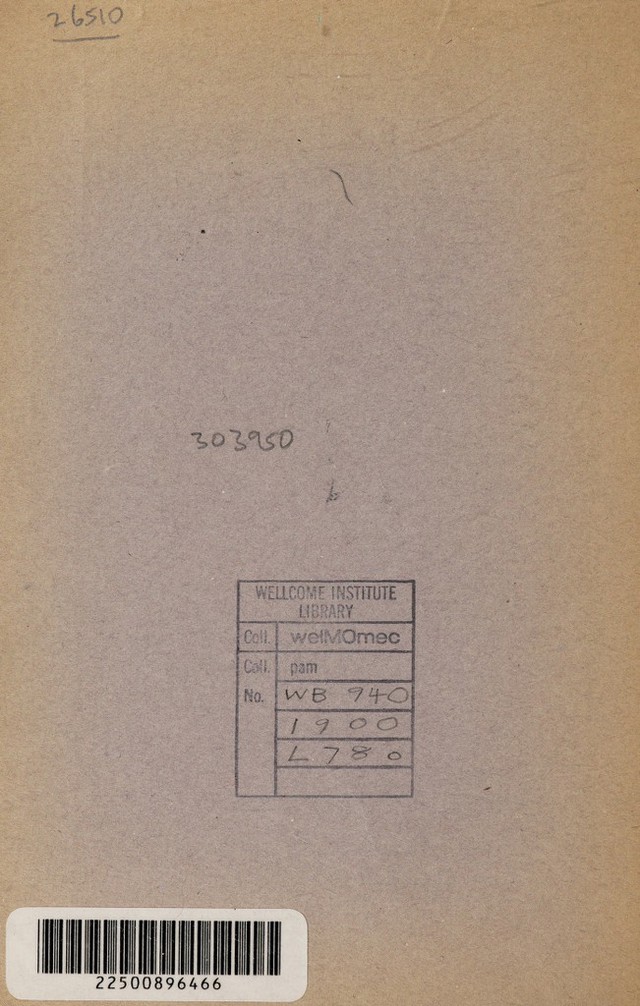 26510
303950
WELLCOME INSTITUTE
LIBRARY
Coll. welMOmec
Call. pam
No. WB 940
1900
L780
22500896466